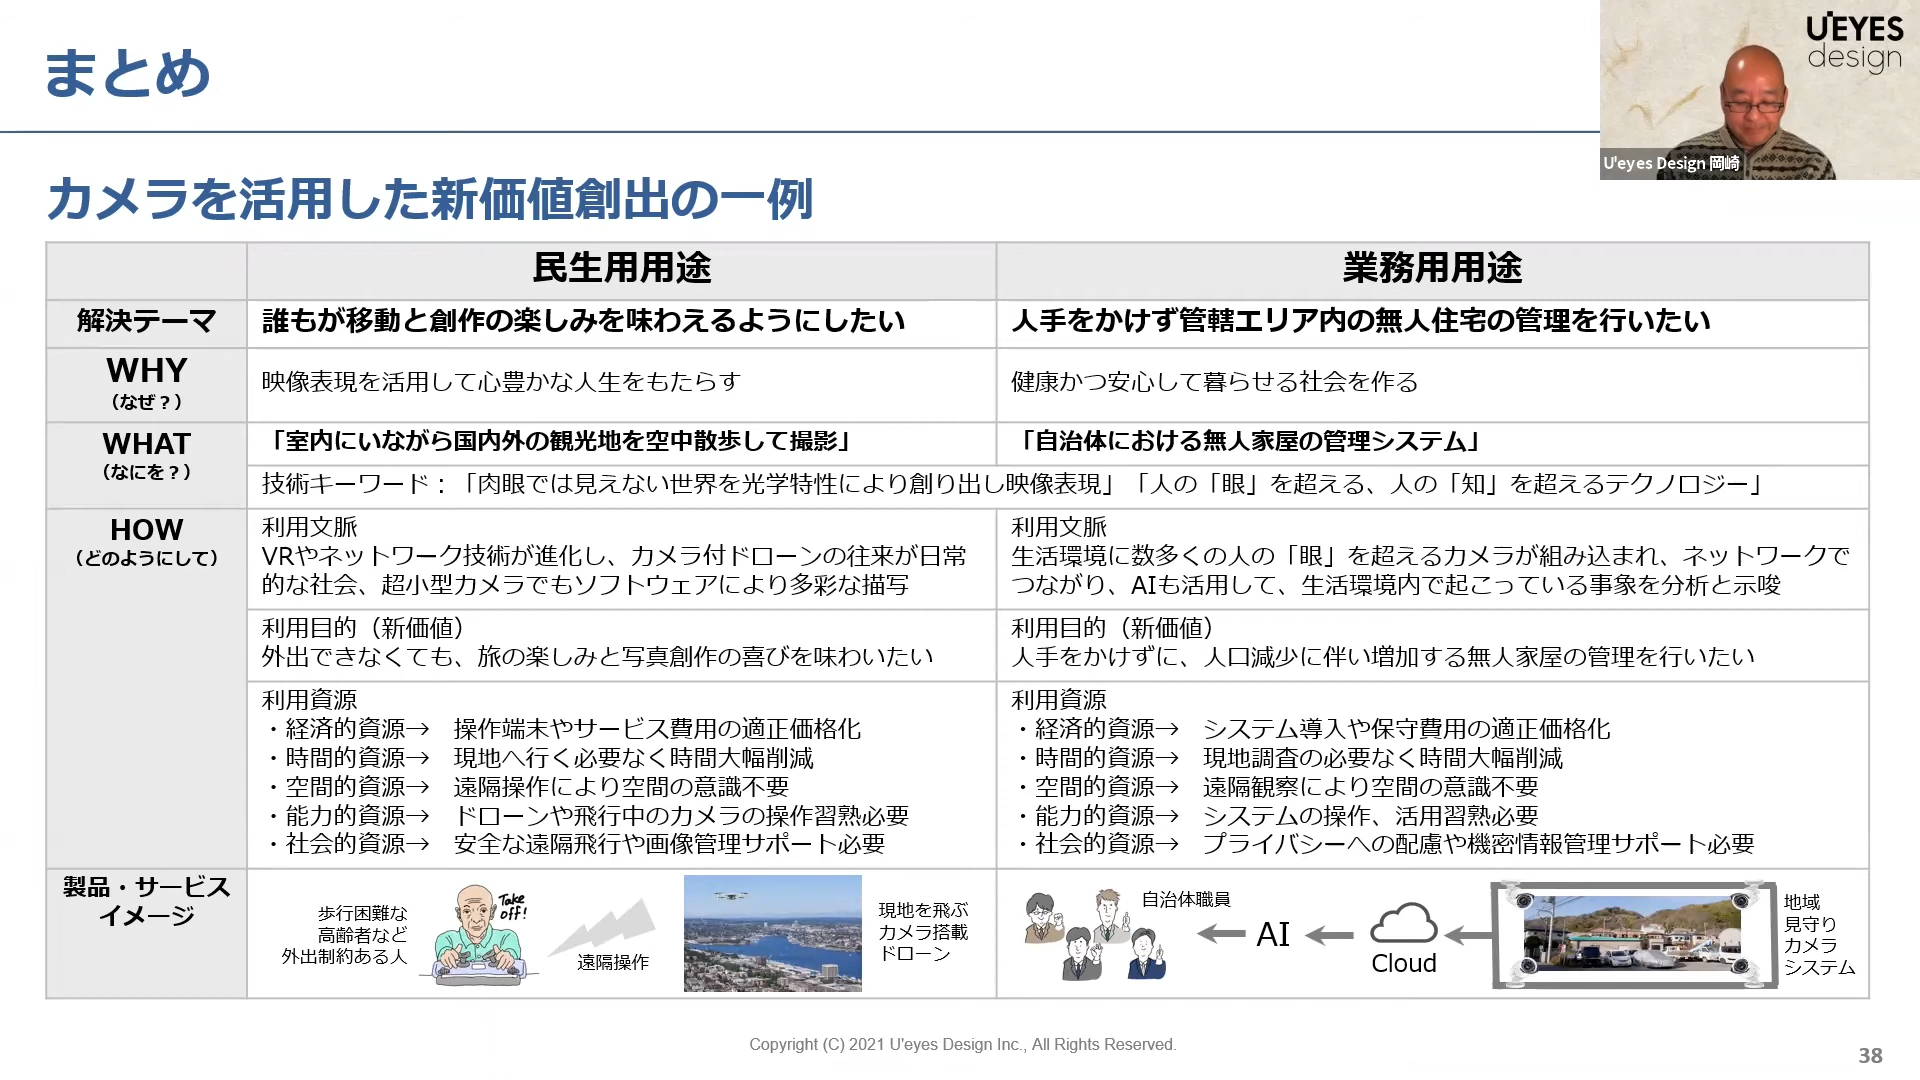 まとめ
U'EYES
design
U'eyes Design 岡崎
カメラを活用した新価値創出の一例
民生用用途
業務用用途
解決テーマ
誰もが移動と創作の楽しみを味わえるようにしたい
人手をかけず管轄エリア内の無人住宅の管理を行いたい
WHY
（なぜ？）
映像表現を活用して心豊かな人生をもたらす
健康かつ安心して暮らせる社会を作る
WHAT
（なにを？）
「室内にいながら国内外の観光地を空中散歩して撮影」
「自治体における無人家屋の管理システム」
技術キーワード：「肉眼では見えない世界を光学特性により創り出し映像表現」「人の「眼」を超える、人の「知」を超えるテクノロジー」
HOW
（どのようにして）
利用文脈
VRやネットワーク技術が進化し、カメラ付ドローンの往来が日常
的な社会、超小型カメラでもソフトウェアにより多彩な描写
利用文脈
生活環境に数多くの人の「眼」を超えるカメラが組み込まれ、ネットワークで
つながり、AIも活用して、生活環境内で起こっている事象を分析と示唆
利用目的（新価値）
外出できなくても、旅の楽しみと写真創作の喜びを味わいたい
利用目的（新価値）
人手をかけずに、人口減少に伴い増加する無人家屋の管理を行いたい
利用資源
・経済的資源→　操作端末やサービス費用の適正価格化
・時間的資源→　現地へ行く必要なく時間大幅削減
・空間的資源→　遠隔操作により空間の意識不要
・能力的資源→　ドローンや飛行中のカメラの操作習熟必要
・社会的資源→　安全な遠隔飛行や画像管理サポート必要
利用資源
・経済的資源→　システム導入や保守費用の適正価格化
・時間的資源→　現地調査の必要なく時間大幅削減
・空間的資源→　遠隔観察により空間の意識不要
・能力的資源→　システムの操作、活用習熟必要
・社会的資源→　プライバシーへの配慮や機密情報管理サポート必要
製品・サービス
イメージ
歩行困難な
高齢者など
外出制約ある人
Take
off!
遠隔操作
現地を飛ぶ
カメラ搭載
ドローン
自治体職員
AI
Cloud
地域
見守り
カメラ
システム
Copyright (C) 2021 U'eyes Design Inc., All Rights Reserved.
38